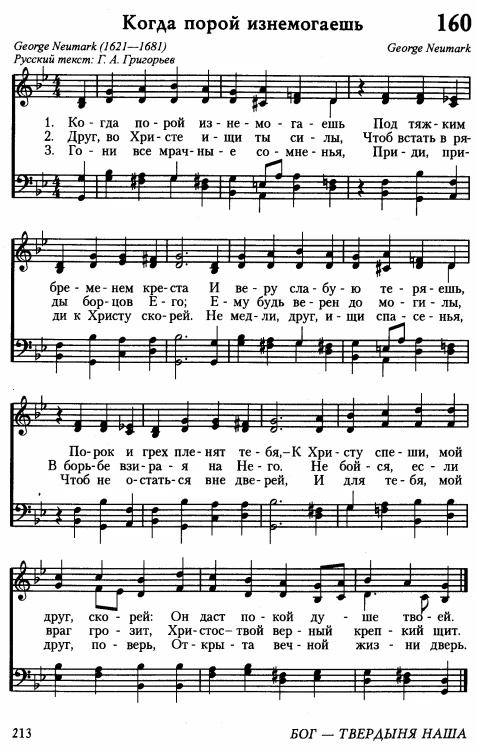 Когда порой изнемогаешь 160
George Neumark (1621—1681) George Neumark
Русский текст: Г. А. Григорьев
1. Ко - гда по - рой из - не - мо - га - ешь Под тяж - ким
2. Друг, во Хри - сте и - щи ты си - лы, Чтоб встать в ря-
3. Го - ни все мрач - ны - е со - мне - нья, При - ди, при-
бре - ме - нем кре - ста И ве - ру сла - бу - ю те - ря - ешь,
ды бор - цов Е - го; Е - му будь ве - рен до мо - ги - лы,
ди к Христу ско - рей. Не мед - ли, друг, и - щи спа - се - нья,
По - рок и грех пле - нят те - бя,–К Хри - сту спе - ши, мой
В борь - бе взи - ра - я на Не - го. Не бой - ся, ес - ли
Чтоб не о - стать - ся вне две - рей, И для те - бя, мой
друг, ско - рей: Он даст по - кой ду - ше тво - ей.
враг гро - зит, Хри - стос – твой вер - ный креп - кий щит.
друг, по - верь, От - кры - та веч - ной жиз - ни дверь.
213 БОГ — ТВЕРДЫНЯ НАША